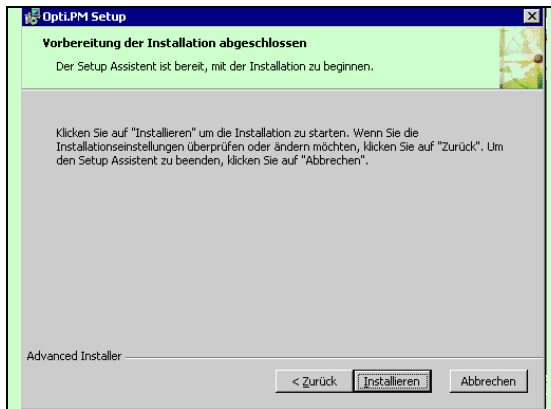 Opti.PM Setup
Vorbereitung der Installation abgeschlossen
Der Setup Assistent ist bereit, mit der Installation zu beginnen.
Klicken Sie auf "Installieren" um die Installation zu starten. Wenn Sie die
Installationseinstellungen überprüfen oder ändern möchten, klicken Sie auf "Zurück". Um
den Setup Assistent zu beenden, klicken Sie auf "Abbrechen".
Advanced Installer
< Zurück Installieren Abbrechen